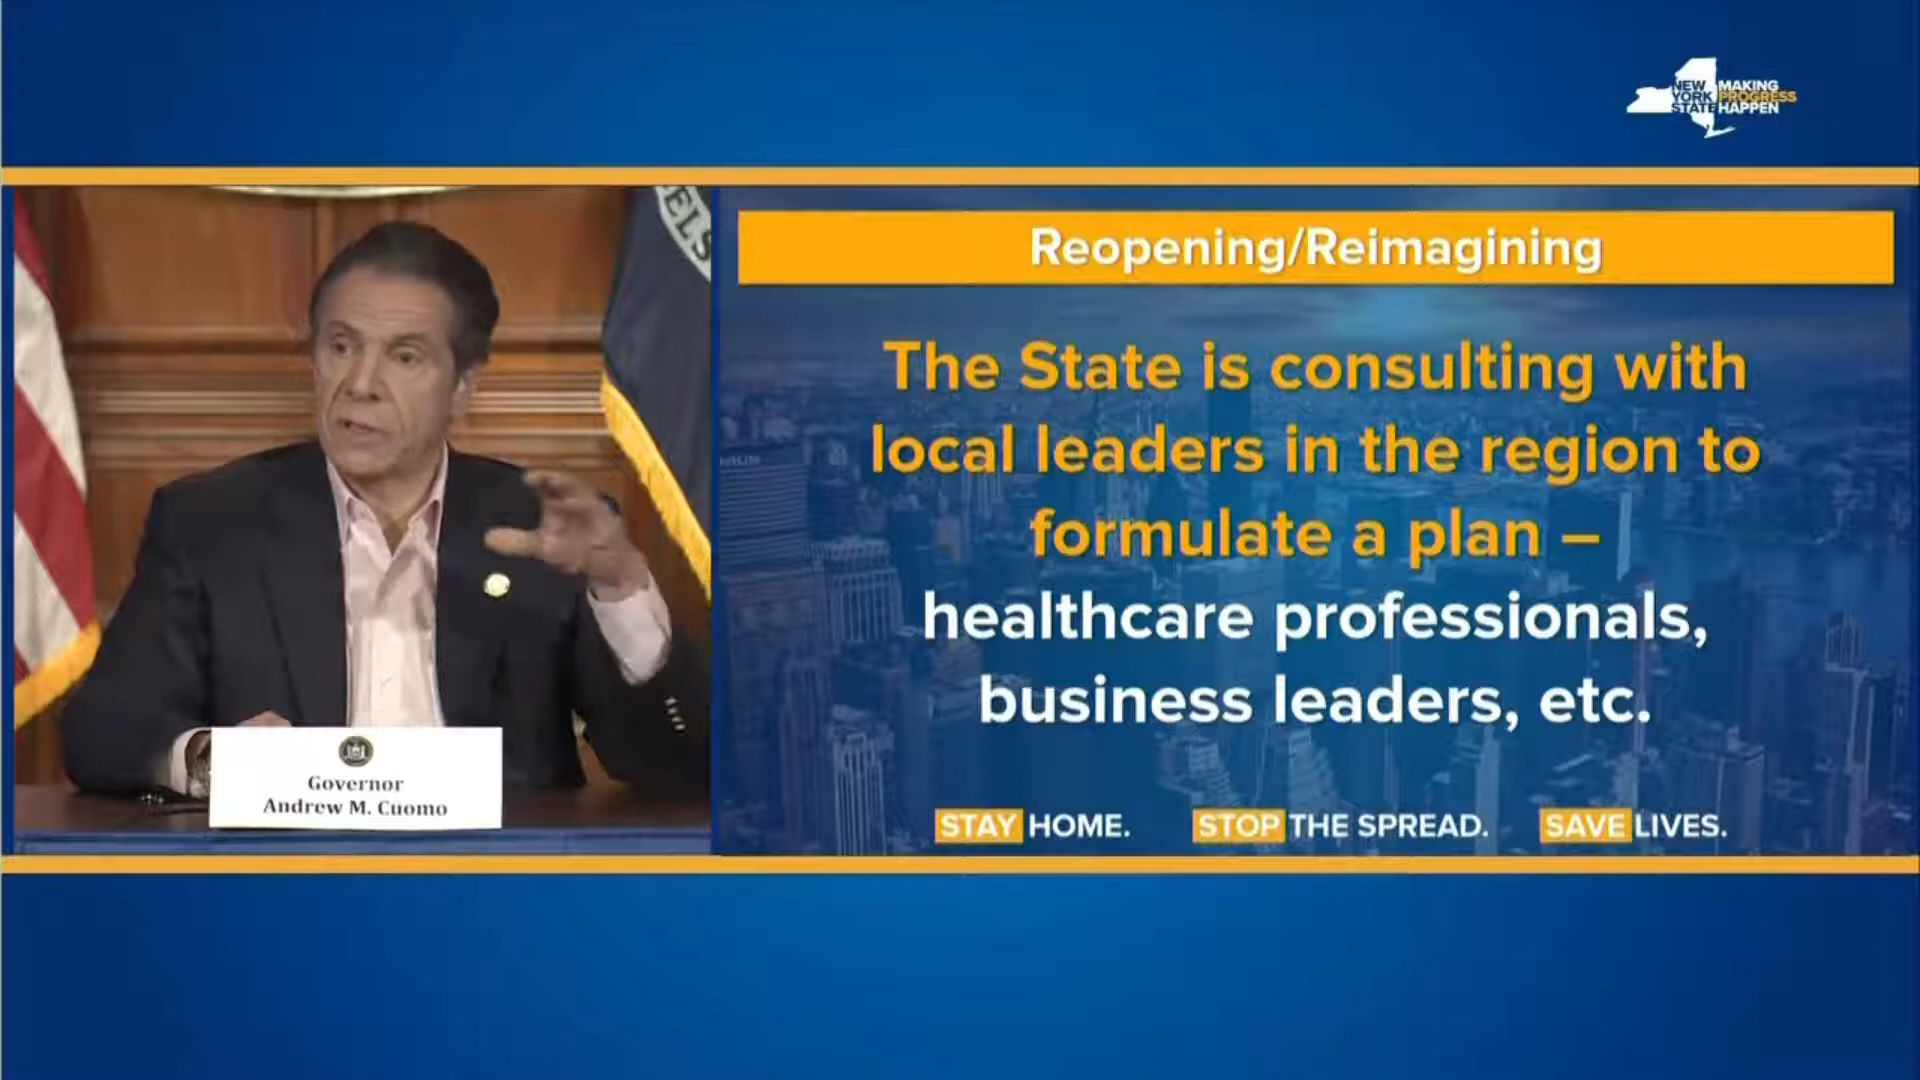 NEW
YORK
STATE
MAKING
PROGRESS
HAPPEN
ELS
Reopening/Reimagining
The State is consulting with
local leaders in the region to
formulate a plan –
healthcare professionals,
business leaders, etc.
Governor
Andrew M. Cuomo
STAY HOME. STOP THE SPREAD. SAVE LIVES.